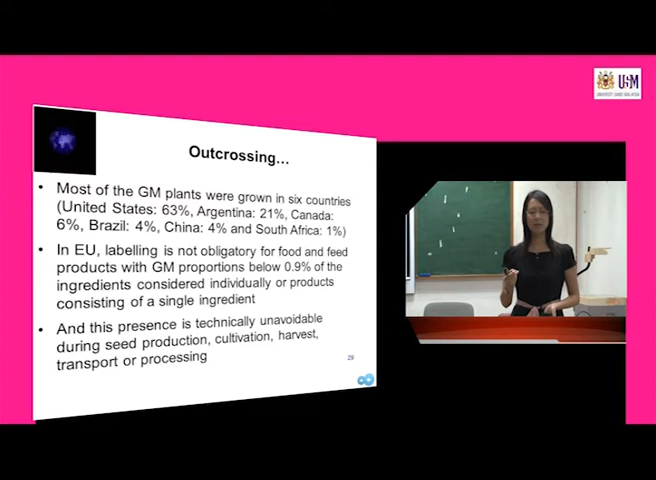 USM
UNIVERSITI SAINS MALAYSIA
Outcrossing…
• Most of the GM plants were grown in six countries
(United States: 63%, Argentina: 21%, Canada:
6%, Brazil: 4%, China: 4% and South Africa: 1%)
• In EU, labelling is not obligatory for food and feed
products with GM proportions below 0.9% of the
ingredients considered individually or products
consisting of a single ingredient
• And this presence is technically unavoidable
during seed production, cultivation, harvest,
transport or processing
29